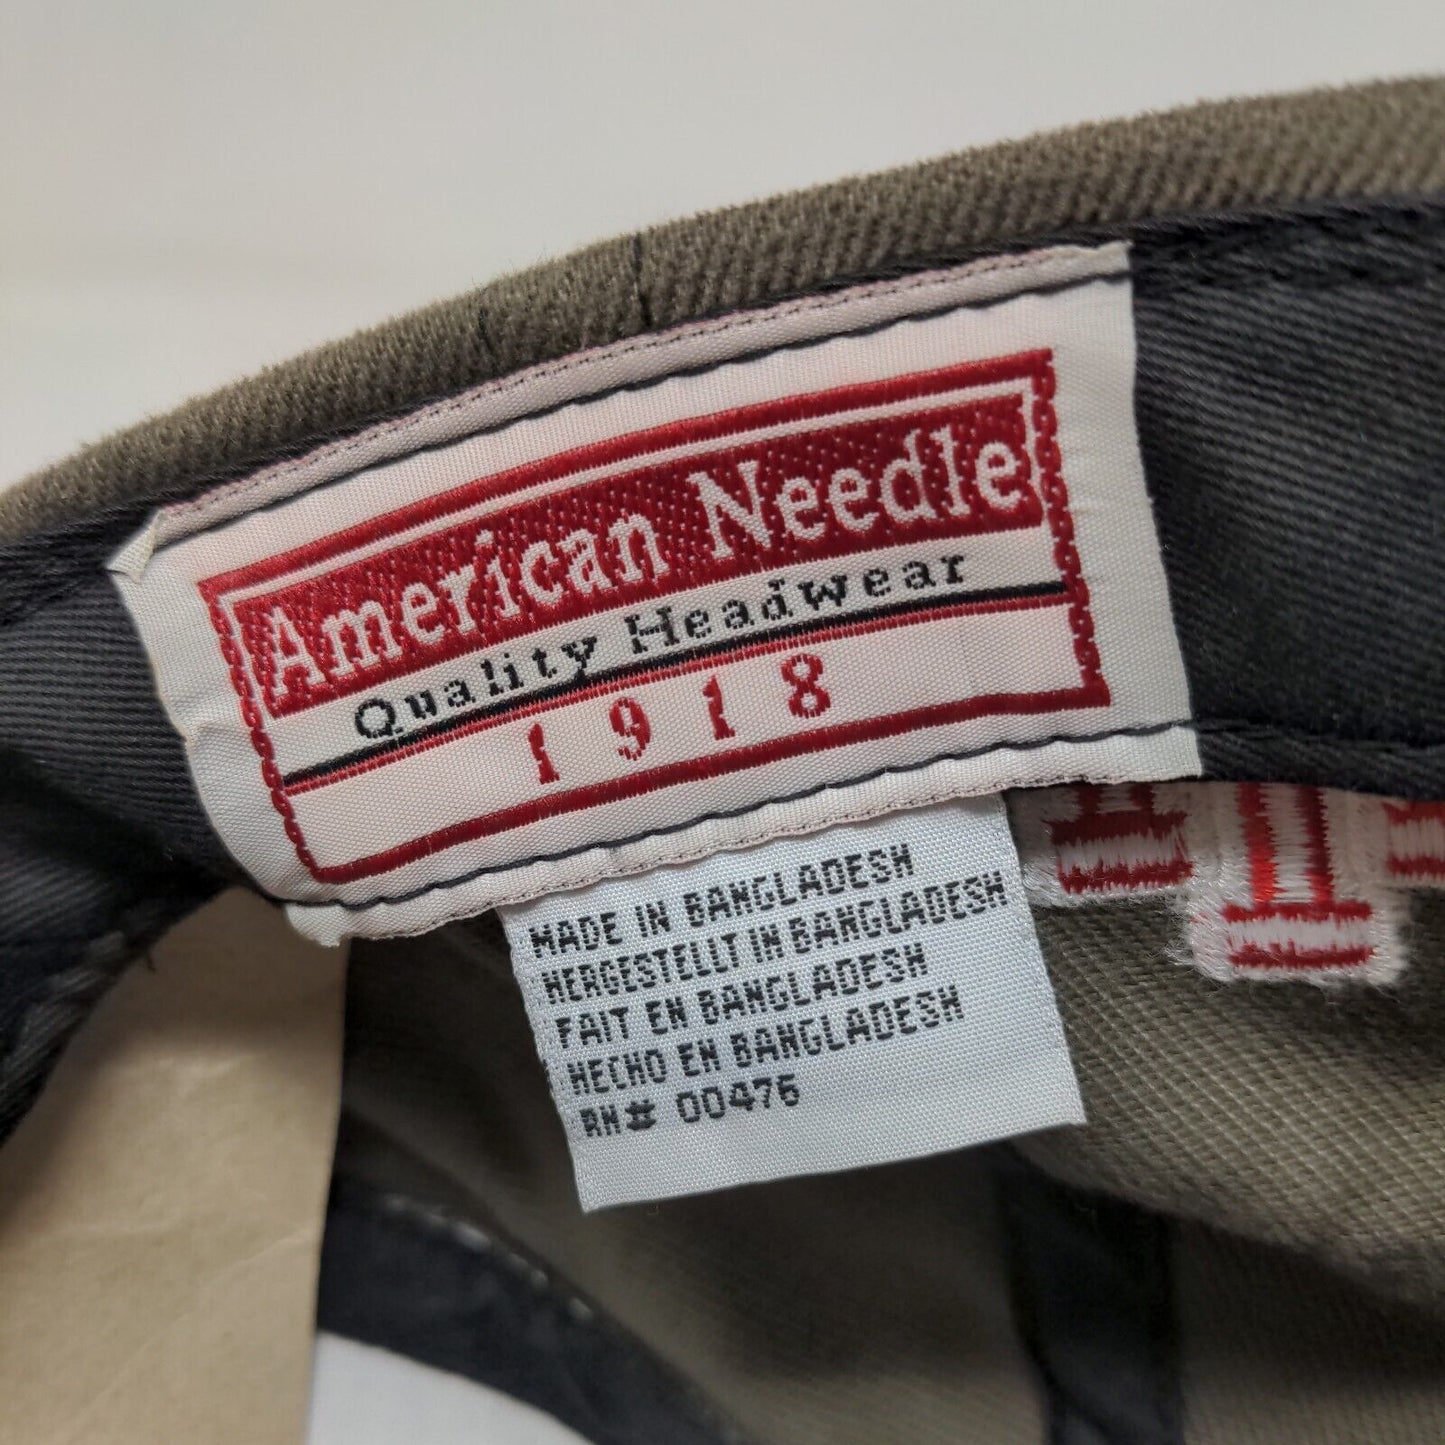 American Needle
Quality Headwear
1918
MADE IN BANGLADESH
HERGESTELLT IN BANGLADESH
FAIT EN BANGLADESH
HECHO EN BANGLADESH
RN# 00476